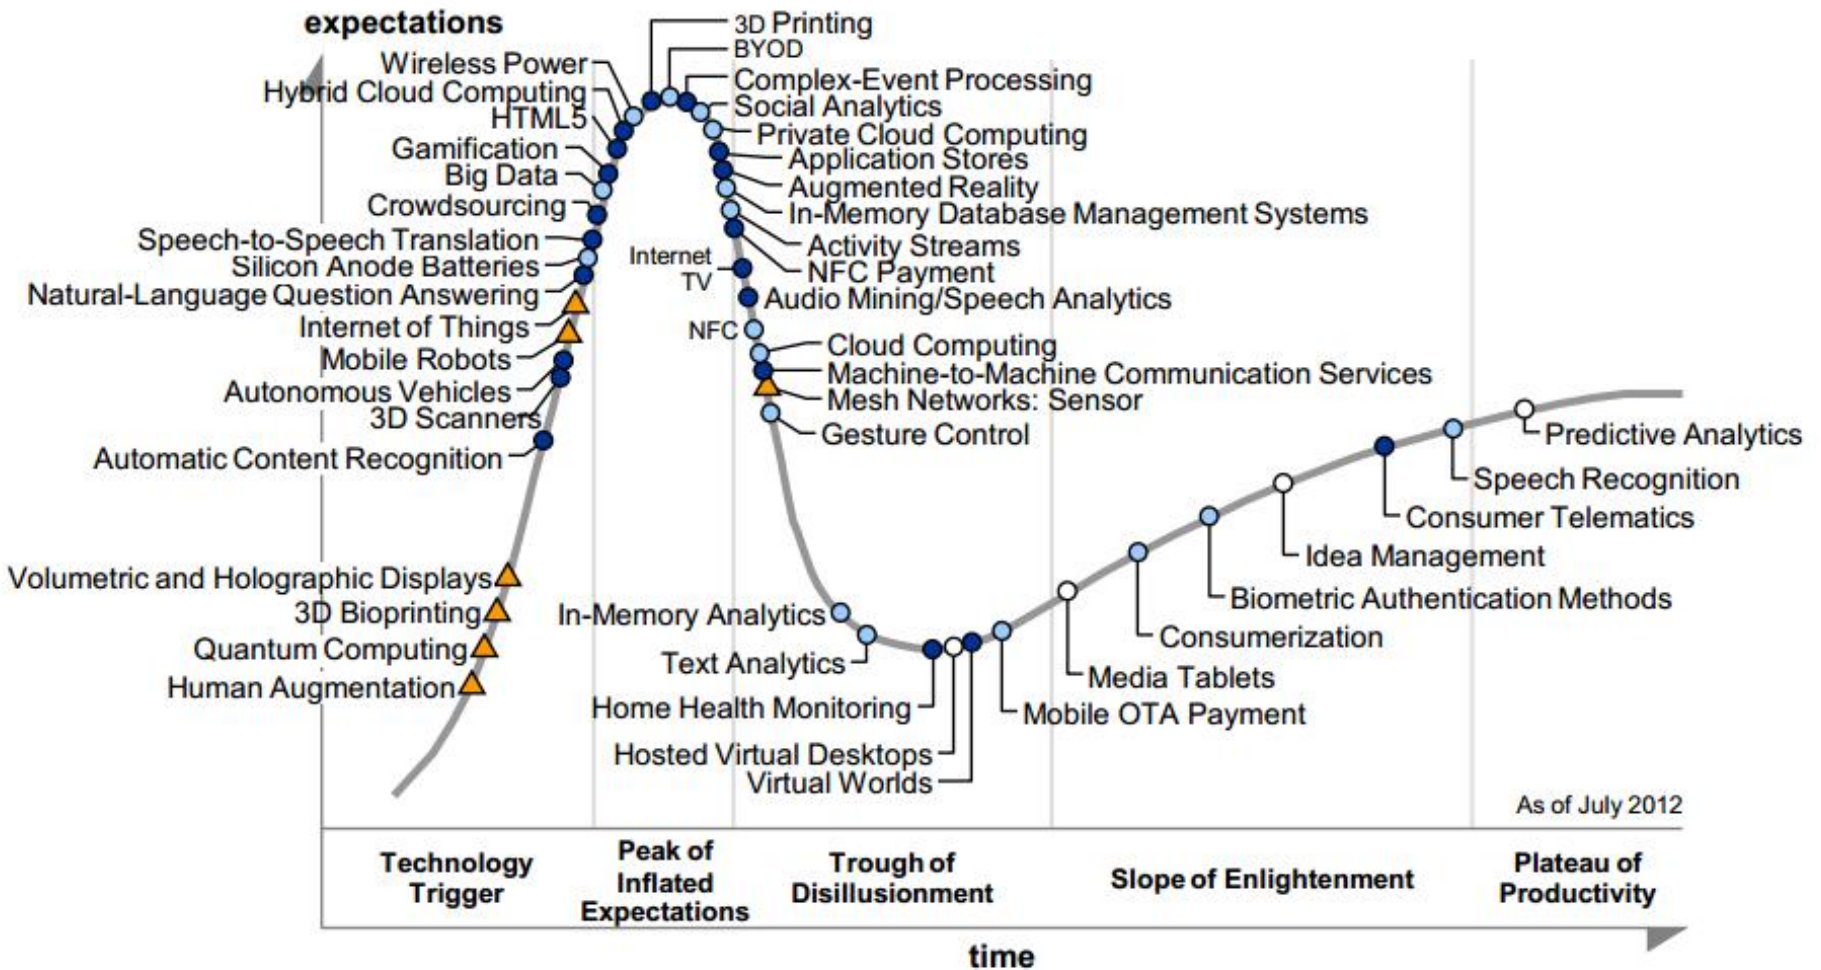 expectations
3D Printing
BYOD
Wireless Power
Complex-Event Processing
Hybrid Cloud Computing
Social Analytics
HTML5
Private Cloud Computing
Gamification
Application Stores
Big Data
Augmented Reality
Crowdsourcing
In-Memory Database Management Systems
Speech-to-Speech Translation
Activity Streams
Silicon Anode Batteries
Internet
TV
NFC Payment
Natural-Language Question Answering
Audio Mining/Speech Analytics
Internet of Things
NFC
Mobile Robots
Cloud Computing
Machine-to-Machine Communication Services
Autonomous Vehicles
Mesh Networks: Sensor
3D Scanners
Gesture Control
Automatic Content Recognition
Predictive Analytics
Speech Recognition
Consumer Telematics
Idea Management
Volumetric and Holographic Displays
Biometric Authentication Methods
3D Bioprinting
In-Memory Analytics
Consumerization
Quantum Computing
Text Analytics
Media Tablets
Human Augmentation
Home Health Monitoring
Mobile OTA Payment
Hosted Virtual Desktops
Virtual Worlds
As of July 2012
Technology
Trigger
Peak of
Inflated
Expectations
Trough of
Disillusionment
Slope of Enlightenment
Plateau of
Productivity
time